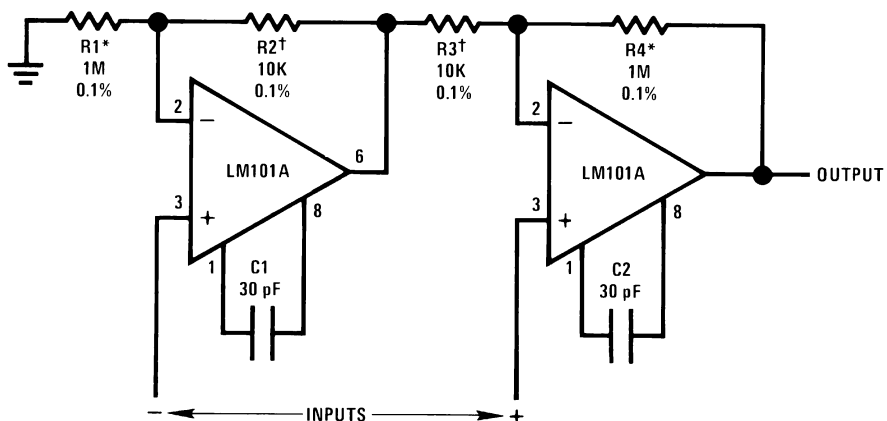 R1*
1M
0.1%
R2†
10K
0.1%
R3†
10K
0.1%
R4*
1M
0.1%
2
−
LM101A
6
3
+
8
1
C1
30 pF
2
−
LM101A
OUTPUT
3
+
8
1
C2
30 pF
− INPUTS +